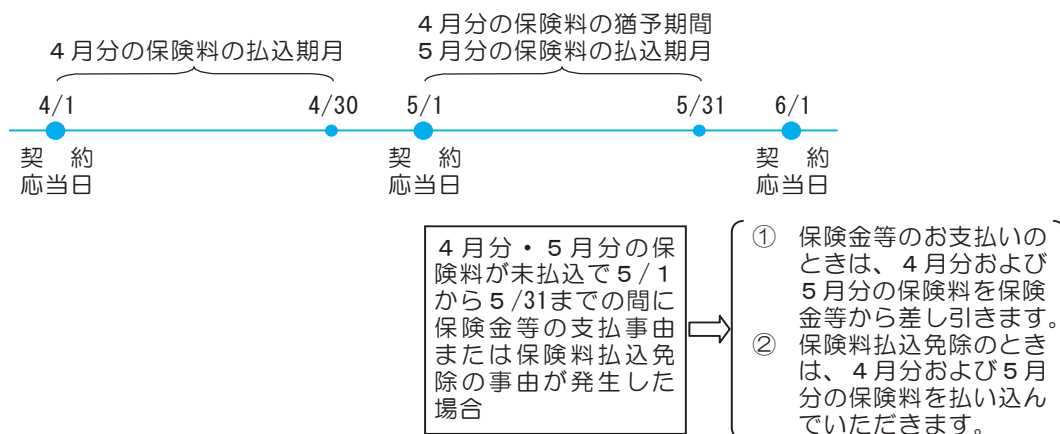 4月分の保険料の猶予期間
4月分の保険料の払込期月
5月分の保険料の払込期月
4/1
4/30
5/1
5/31
6/1
契　約
応当日
契　約
応当日
契　約
応当日
4月分・5月分の保
険料が未払込で5/1
から5/31までの間に
保険金等の支払事由
または保険料払込免
除の事由が発生した
場合
①　保険金等のお支払いの
ときは、4月分および
5月分の保険料を保険
金等から差し引きます。
②　保険料払込免除のとき
は、4月分および5月
分の保険料を払い込ん
でいただきます。